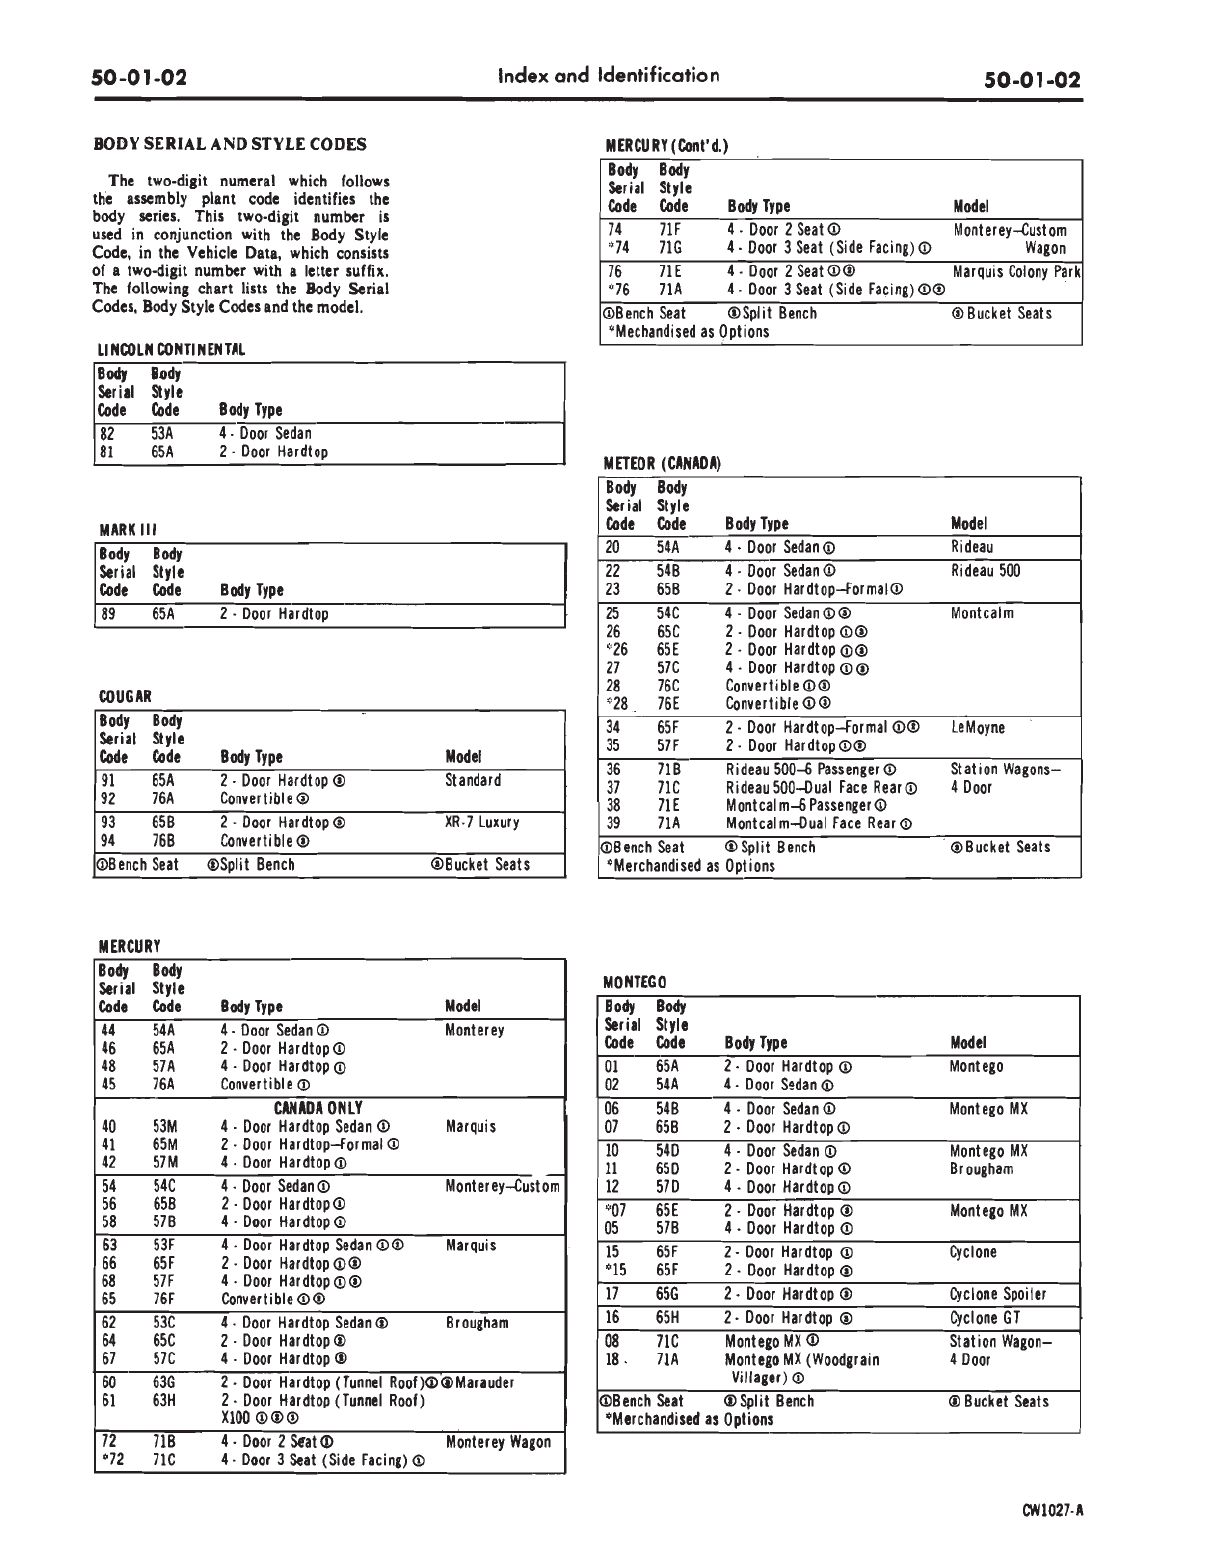 50-01-02 Index and Identification 50-01-02
BODY SERIAL AND STYLE CODES
The two-digit numeral which follows
the assembly plant code identifies the
body series. This two-digit number is
used in conjunction with the Body Style
Code, in the Vehicle Data, which consists
of a two-digit number with a letter suffix.
The following chart lists the Body Serial
Codes, Body Style Codes and the model.
LINCOLN CONTINENTAL
Body Body
Serial Style
Code Code Body Type
82 53A 4 - Door Sedan
81 65A 2 - Door Hardtop
MARK III
Body Body
Serial Style
Code Code Body Type
89 65A 2 - Door Hardtop
COUGAR
Body Body
Serial Style
Code Code Body Type Model
91 65A 2 - Door Hardtop ③ Standard
92 76A Convertible ③
93 65B 2 - Door Hardtop ③ XR-7 Luxury
94 76B Convertible ③
①Bench Seat ②Split Bench ③Bucket Seats
MERCURY
Body Body
Serial Style
Code Code Body Type Model
44 54A 4 - Door Sedan ① Monterey
46 65A 2 - Door Hardtop ①
48 57A 4 - Door Hardtop ①
45 76A Convertible ①
CANADA ONLY
40 53M 4 - Door Hardtop Sedan ① Marquis
41 65M 2 - Door Hardtop—Formal ①
42 57M 4 - Door Hardtop ①
54 54C 4 - Door Sedan ① Monterey—Custom
56 65B 2 - Door Hardtop ①
58 57B 4 - Door Hardtop ①
63 53F 4 - Door Hardtop Sedan Marquis
66 65F 2 - Door Hardtop
68 57F 4 - Door Hardtop
65 76F Convertible
62 53C 4 - Door Hardtop Sedan Brougham
64 65C 2 - Door Hardtop
67 57C 4 - Door Hardtop
60 63G 2 - Door Hardtop (Tunnel Roof) Marauder
61 63H 2 - Door Hardtop (Tunnel Roof)
X100
72 71B 4 - Door 2 Seat ① Monterey Wagon
*72 71C 4 - Door 3 Seat (Side Facing) ①
MERCURY (Cont'd.)
Body Body
Serial Style
Code Code Body Type Model
74 71F 4 - Door 2 Seat ① Monterey—Custom
*74 71G 4 - Door 3 Seat (Side Facing) ① Wagon
76 71E 4 - Door 2 Seat Marquis Colony Park
*76 71A 4 - Door 3 Seat (Side Facing)
①Bench Seat ②Split Bench ③Bucket Seats
*Mechandised as Options
METEOR (CANADA)
Body Body
Serial Style
Code Code Body Type Model
20 54A 4 - Door Sedan ① Rideau
22 54B 4 - Door Sedan ① Rideau 500
23 65B 2 - Door Hardtop—Formal ①
25 54C 4 - Door Sedan Montcalm
26 65C 2 - Door Hardtop
*26 65E 2 - Door Hardtop
27 57C 4 - Door Hardtop
28 76C Convertible
*28 76E Convertible
34 65F 2 - Door Hardtop—Formal LeMoyne
35 57F 2 - Door Hardtop
36 71B Rideau 500—6 Passenger ① Station Wagons—
37 71C Rideau 500—Dual Face Rear ① 4 Door
38 71E Montcalm—6 Passenger ①
39 71A Montcalm—Dual Face Rear ①
①Bench Seat ②Split Bench ③Bucket Seats
*Merchandised as Options
MONTEGO
Body Body
Serial Style
Code Code Body Type Model
01 65A 2 - Door Hardtop ① Montego
02 54A 4 - Door Sedan ①
06 54B 4 - Door Sedan ① Montego MX
07 65B 2 - Door Hardtop ①
10 54D 4 - Door Sedan ① Montego MX
11 65D 2 - Door Hardtop ① Brougham
12 57D 4 - Door Hardtop ①
*07 65E 2 - Door Hardtop ③ Montego MX
05 57B 4 - Door Hardtop ①
15 65F 2 - Door Hardtop ① Cyclone
*15 65F 2 - Door Hardtop ③
17 65G 2 - Door Hardtop ③ Cyclone Spoiler
16 65H 2 - Door Hardtop ③ Cyclone GT
08 71C Montego MX ① Station Wagon—
18 71A Montego MX (Woodgrain 4 Door
Villager) ①
①Bench Seat ②Split Bench ③Bucket Seats
*Merchandised as Options
CW1027-A